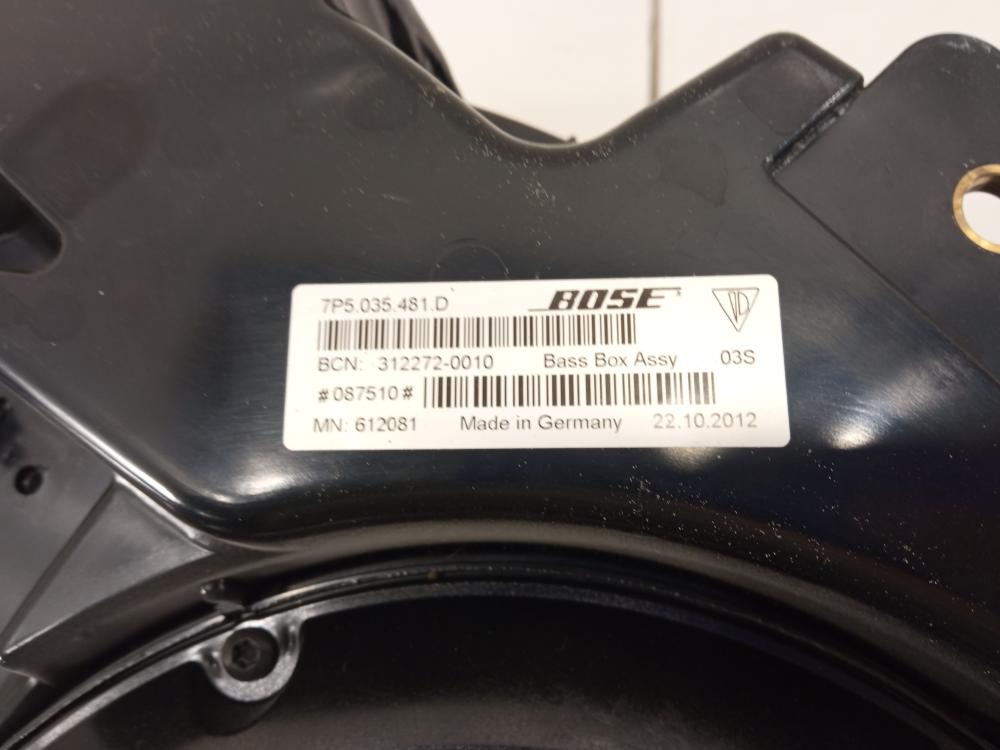 7P5.035.481.D BOSE
BCN: 312272-0010 Bass Box Assy 03S
#087510#
MN: 612081 Made in Germany 22.10.2012